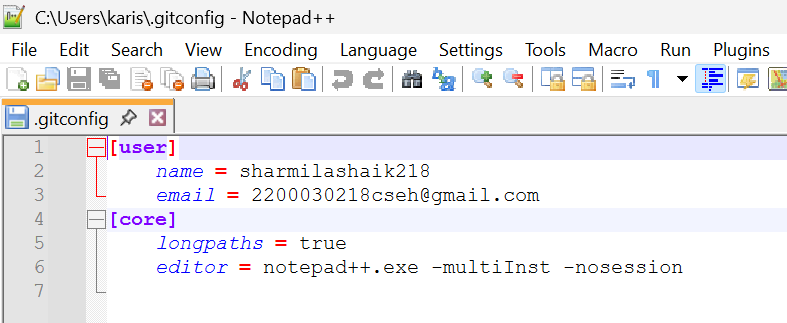 C:\Users\karis\.gitconfig - Notepad++
File Edit Search View Encoding Language Settings Tools Macro Run Plugins
.gitconfig
1 [user]
2 name = sharmilashaik218
3 email = 2200030218cseh@gmail.com
4 [core]
5 longpaths = true
6 editor = notepad++.exe -multiInst -nosession
7